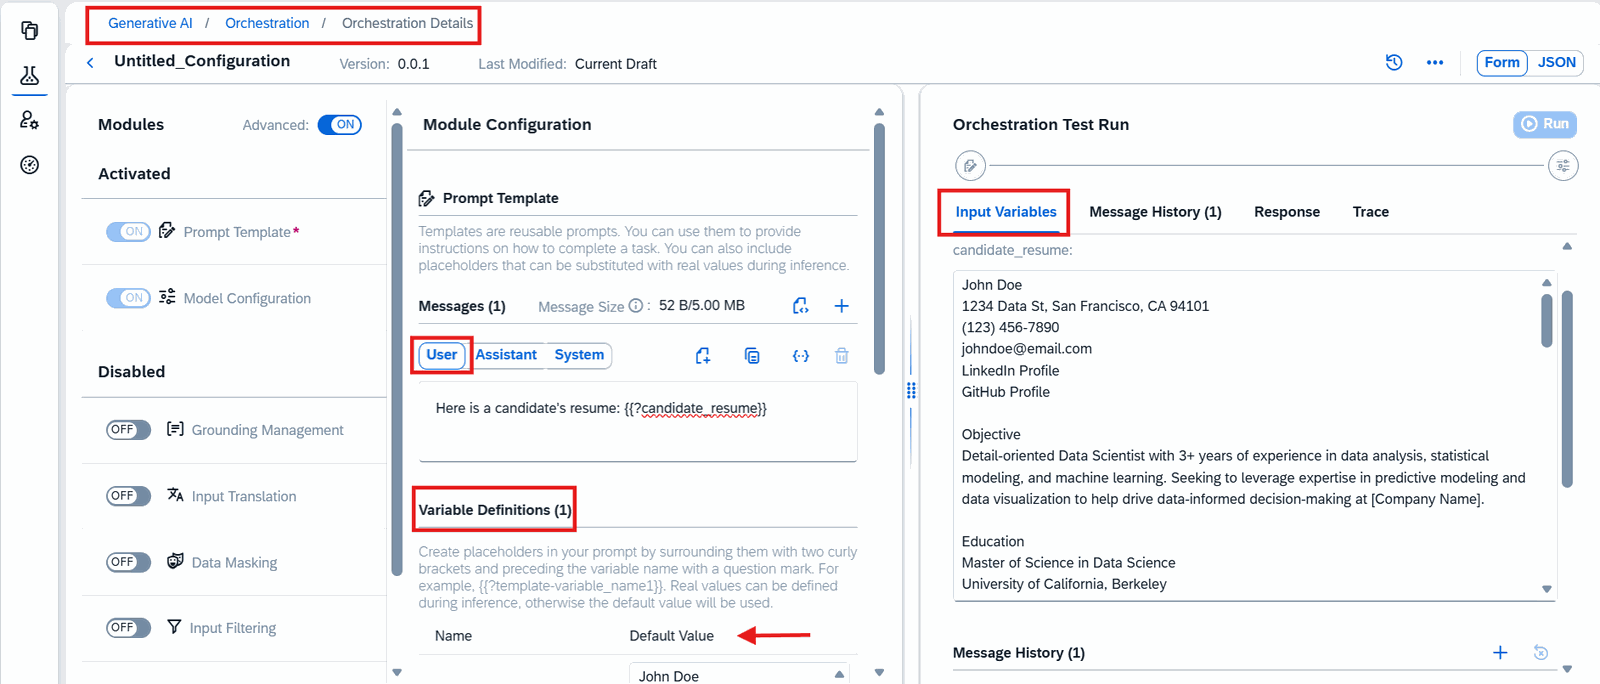 Generative AI / Orchestration / Orchestration Details
Untitled_Configuration Version: 0.0.1 Last Modified: Current Draft
Form JSON
Modules Advanced: ON
Activated
ON Prompt Template*
ON Model Configuration
Disabled
OFF Grounding Management
OFF Input Translation
OFF Data Masking
OFF Input Filtering
Module Configuration
Prompt Template
Templates are reusable prompts. You can use them to provide
instructions on how to complete a task. You can also include
placeholders that can be substituted with real values during inference.
Messages (1) Message Size : 52 B/5.00 MB
User Assistant System
Here is a candidate's resume: {{?candidate_resume}}
Variable Definitions (1)
Create placeholders in your prompt by surrounding them with two curly
brackets and preceding the variable name with a question mark. For
example, {{?template-variable_name1}}. Real values can be defined
during inference, otherwise the default value will be used.
Name Default Value
John Doe
Orchestration Test Run
Run
Input Variables Message History (1) Response Trace
candidate_resume:
John Doe
1234 Data St, San Francisco, CA 94101
(123) 456-7890
johndoe@email.com
LinkedIn Profile
GitHub Profile
Objective
Detail-oriented Data Scientist with 3+ years of experience in data analysis, statistical
modeling, and machine learning. Seeking to leverage expertise in predictive modeling and
data visualization to help drive data-informed decision-making at [Company Name].
Education
Master of Science in Data Science
University of California, Berkeley
Message History (1)